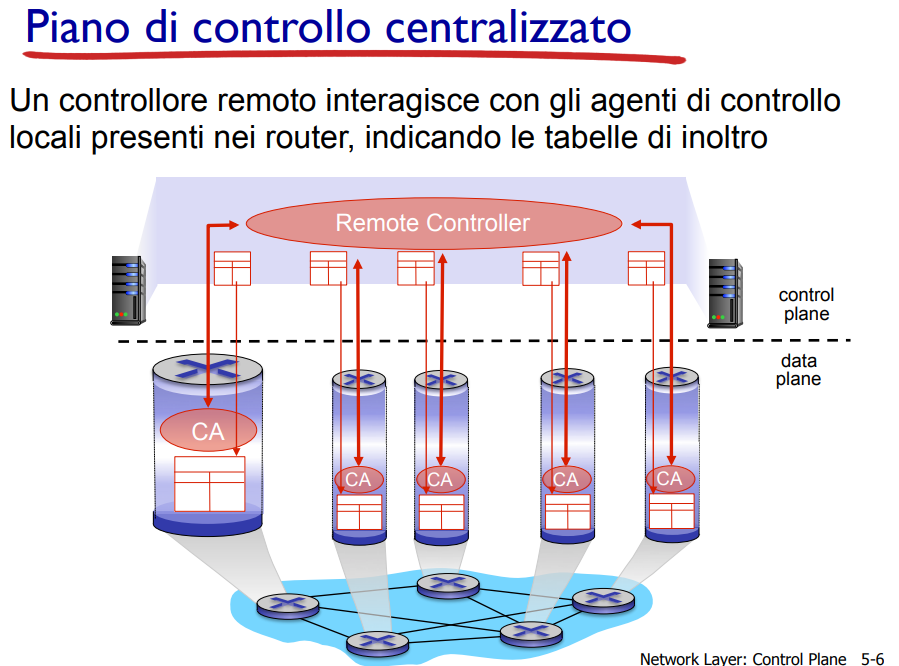 Piano di controllo centralizzato
Un controllore remoto interagisce con gli agenti di controllo
locali presenti nei router, indicando le tabelle di inoltro
Remote Controller
control
plane
data
plane
CA
CA
CA
CA
CA
Network Layer: Control Plane 5-6